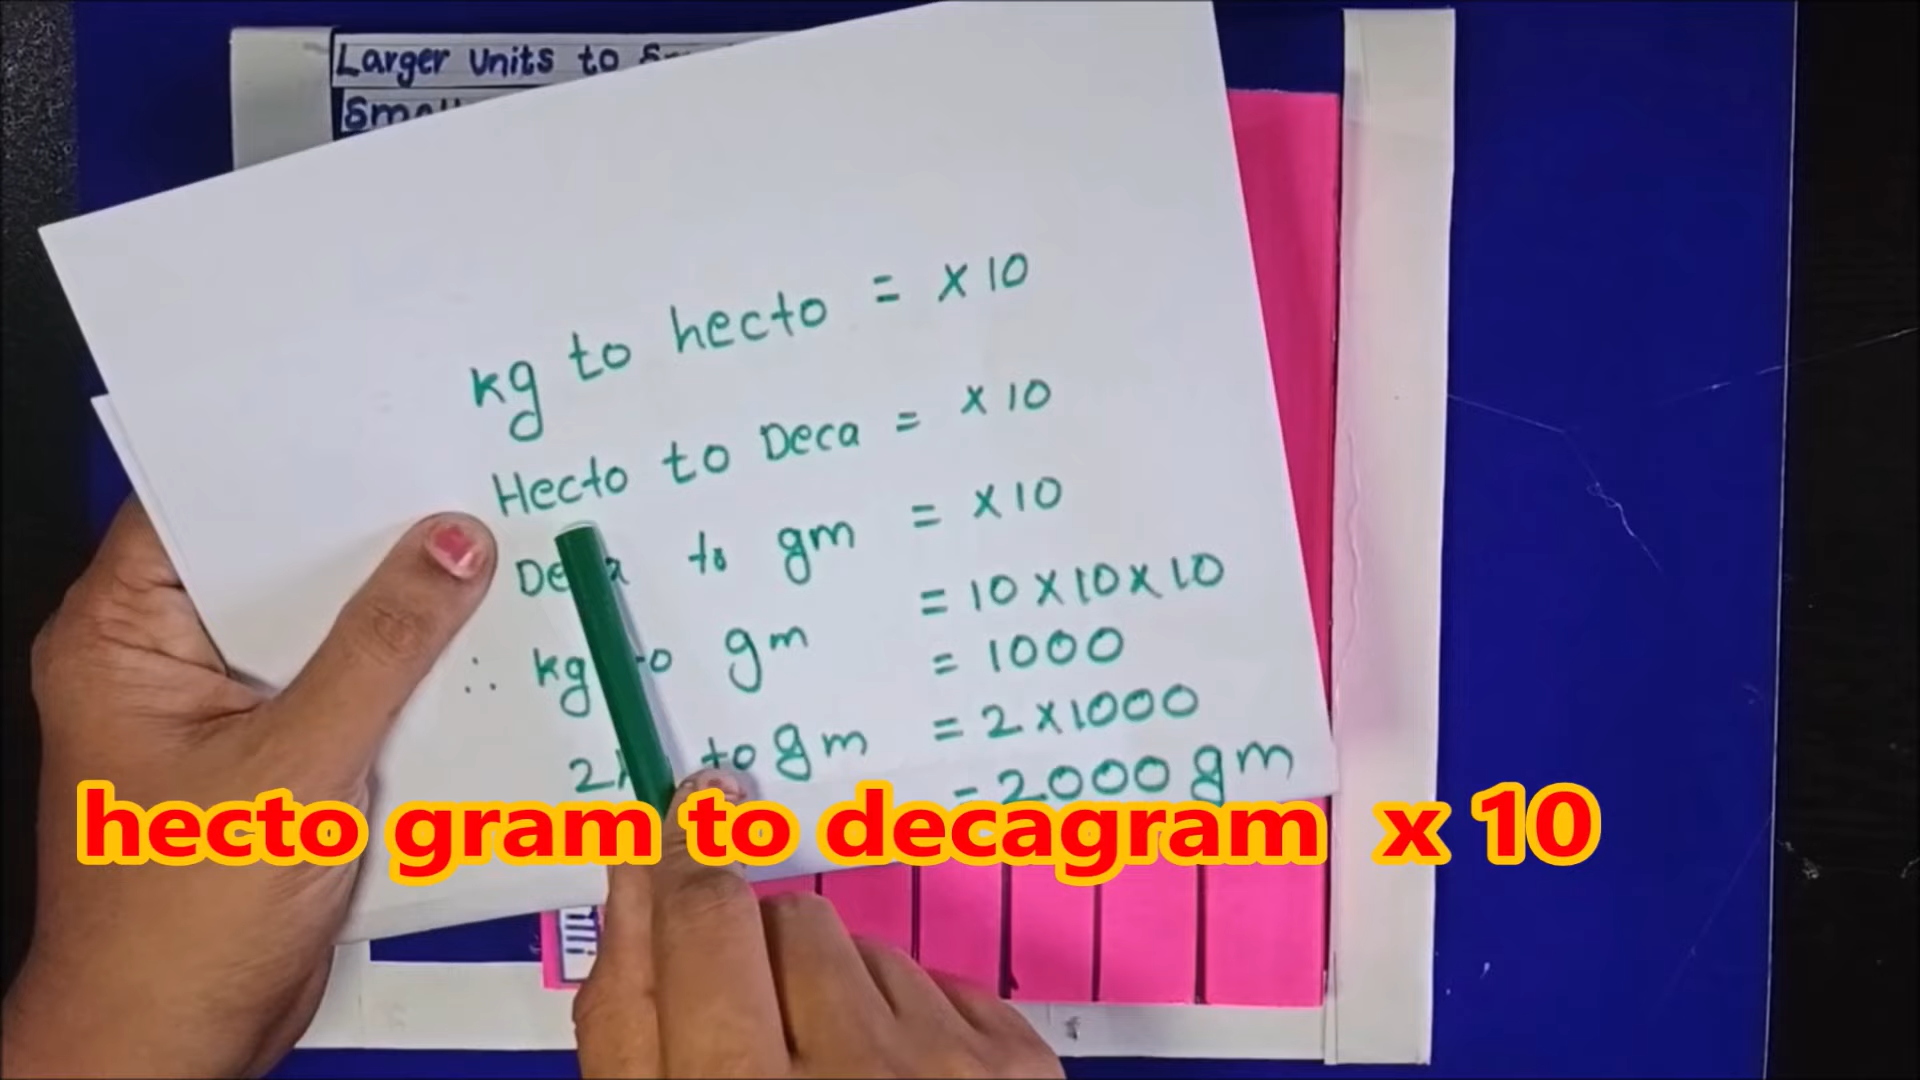 Larger Units to
kg to hecto = x 10
Hecto to Deca = x 10
to gm = x 10
= 10 x 10 x 10
∴ kg gm = 1000
to gm = 2 x 1000
= 2000 gm
hecto gram to decagram x 10